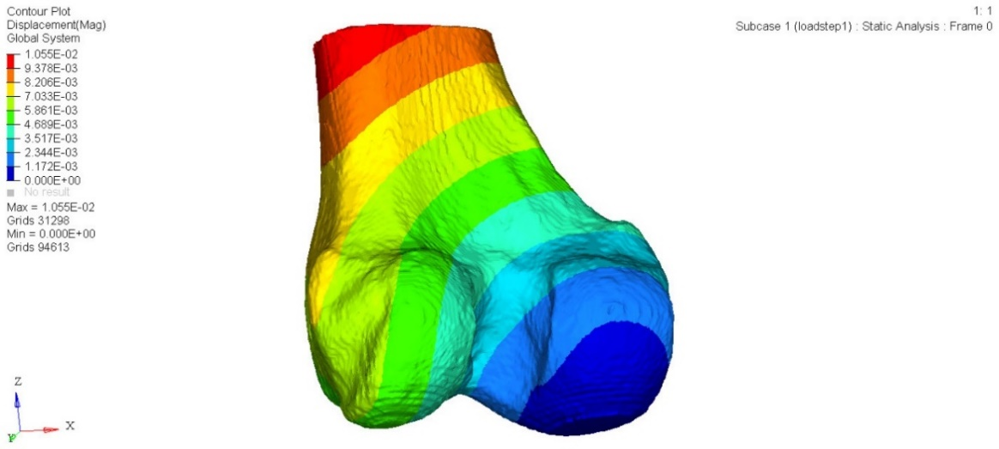 Contour Plot
Displacement(Mag)
Global System
1.055E-02
9.378E-03
8.206E-03
7.033E-03
5.861E-03
4.689E-03
3.517E-03
2.344E-03
1.172E-03
0.000E+00
No result
Max = 1.055E-02
Grids 31298
Min = 0.000E+00
Grids 94613
1: 1
Subcase 1 (loadstep1) : Static Analysis : Frame 0
Z
X
Y